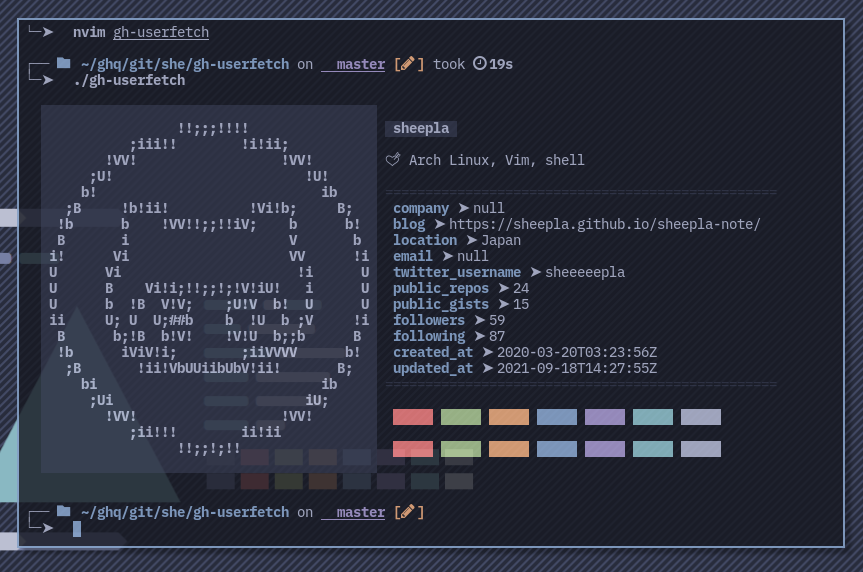 └─➤  nvim gh-userfetch
~/ghq/git/she/gh-userfetch on  master [] took 19s
└─➤  ./gh-userfetch
!!;;;!!!!
;iii!!        !i!ii;
!VV!                  !VV!
;U!                        !U!
b!                            ib
;B     !b!ii!          !Vi!b;     B;
!b      b    !VV!!;;!!iV;    b      b!
B       i                    V       b
i!      Vi                    VV      !i
U      Vi                      !i      U
U      B    Vi!i;!!;;!;!V!iU!   i      U
U      b  !B  V!V;    ;U!V  b!  U      U
ii     U; U  U;##b    b  !U  b ;V     !i
B      b;!B  b!V!    !V!U  b;;b      B
!b      iViV!i;        ;iiVVVV      b!
;B       !ii!VbUUiibUbV!ii!       B;
bi                            ib
;Ui                        iU;
!VV!                  !VV!
;ii!!!        ii!ii
!!;;!;!!
sheepla
Arch Linux, Vim, shell
company ➤ null
blog ➤ https://sheepla.github.io/sheepla-note/
location ➤ Japan
email ➤ null
twitter_username ➤ sheeeeepla
public_repos ➤ 24
public_gists ➤ 15
followers ➤ 59
following ➤ 87
created_at ➤ 2020-03-20T03:23:56Z
updated_at ➤ 2021-09-18T14:27:55Z
~/ghq/git/she/gh-userfetch on  master []
└─➤